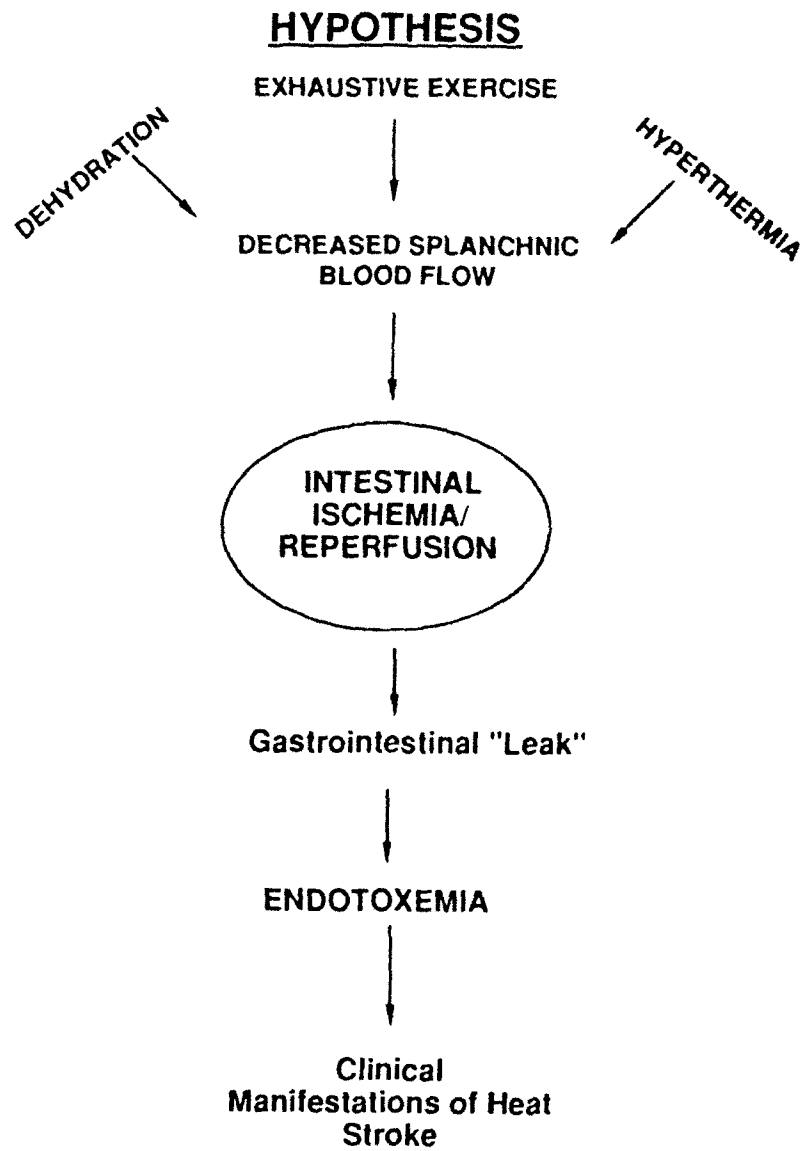 HYPOTHESIS
EXHAUSTIVE EXERCISE
DEHYDRATION
HYPERTHERMIA
DECREASED SPLANCHNIC
BLOOD FLOW
INTESTINAL
ISCHEMIA/
REPERFUSION
Gastrointestinal "Leak"
ENDOTOXEMIA
Clinical
Manifestations of Heat
Stroke